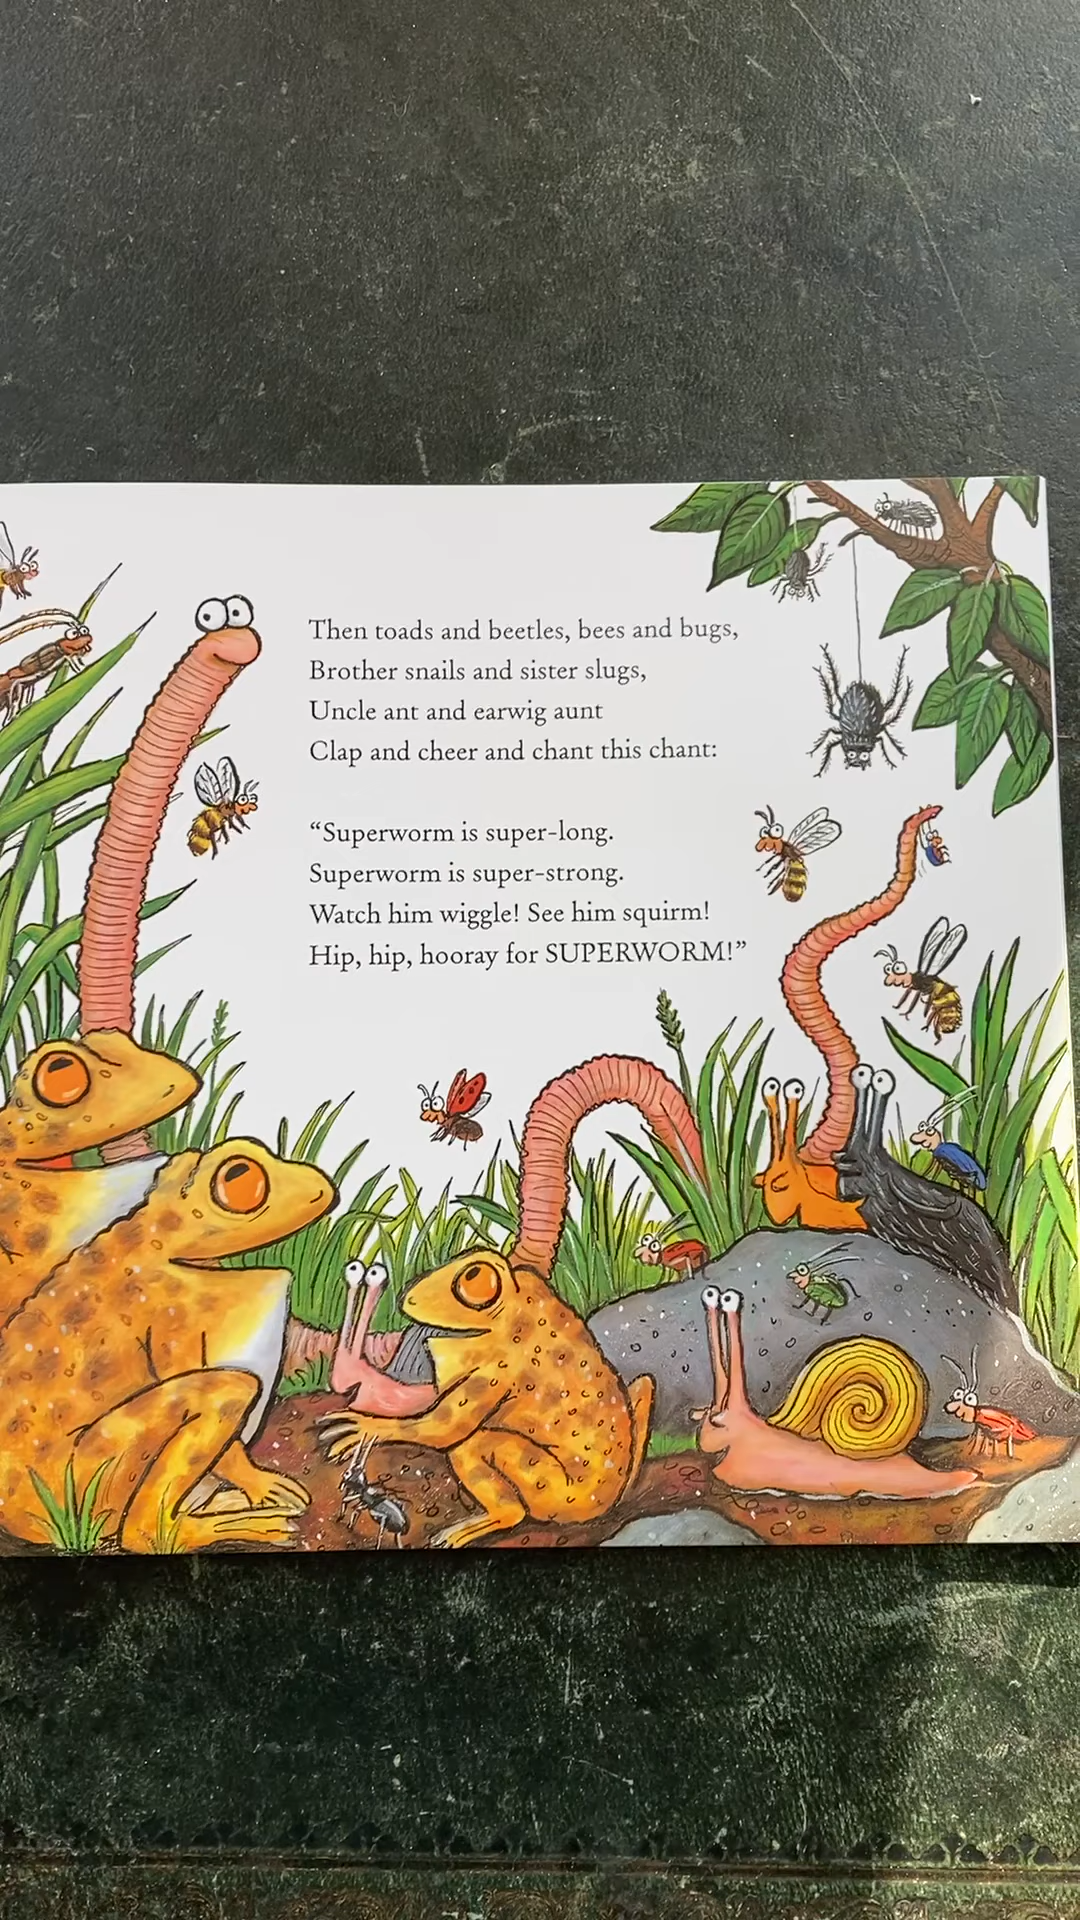 Then toads and beetles, bees and bugs,
Brother snails and sister slugs,
Uncle ant and earwig aunt
Clap and cheer and chant this chant:
“Superworm is super-long.
Superworm is super-strong.
Watch him wiggle! See him squirm!
Hip, hip, hooray for SUPERWORM!”